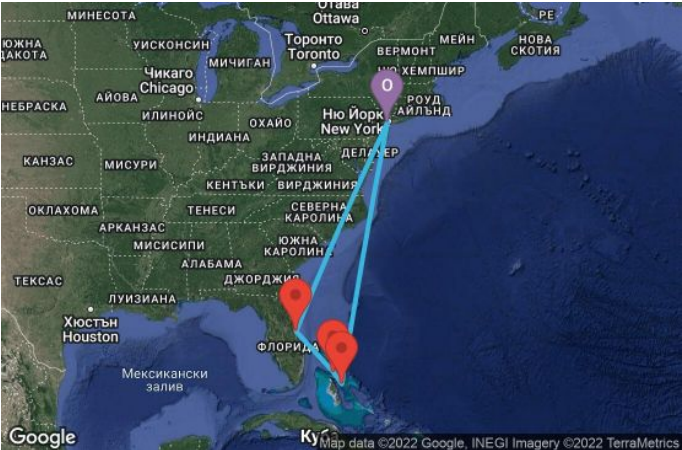 МИНЕСОТА
Отава
Ottawa
ЮЖНА
ДАКОТА
УИСКОНСИН
Торонто
Toronto
МЕЙН
PE
НОВА
СКОТИЯ
ВЕРМОНТ
МИЧИГАН
НЮ ХЕМПШИР
Чикаго
Chicago
О
РОУД
АЙЛЪНД
НЕБРАСКА
АЙОВА
ИЛИНОЙС
ОХАЙО
Ню Йорк
New York
ИНДИАНА
КАНЗАС
МИСУРИ
ЗАПАДНА
ВИРДЖИНИЯ
ДЕЛАУЕР
КЕНТЪКИ
ВИРДЖИНИЯ
ОКЛАХОМА
ТЕНЕСИ
СЕВЕРНА
КАРОЛИНА
АРКАНЗАС
МИСИСИПИ
ЮЖНА
КАРОЛИНА
АЛАБАМА
ТЕКСАС
ДЖОРДЖИЯ
ЛУИЗИАНА
Хюстън
Houston
ФЛОРИДА
Мексикански
залив
Google
Куба
Map data ©2022 Google, INEGI Imagery ©2022 TerraMetrics